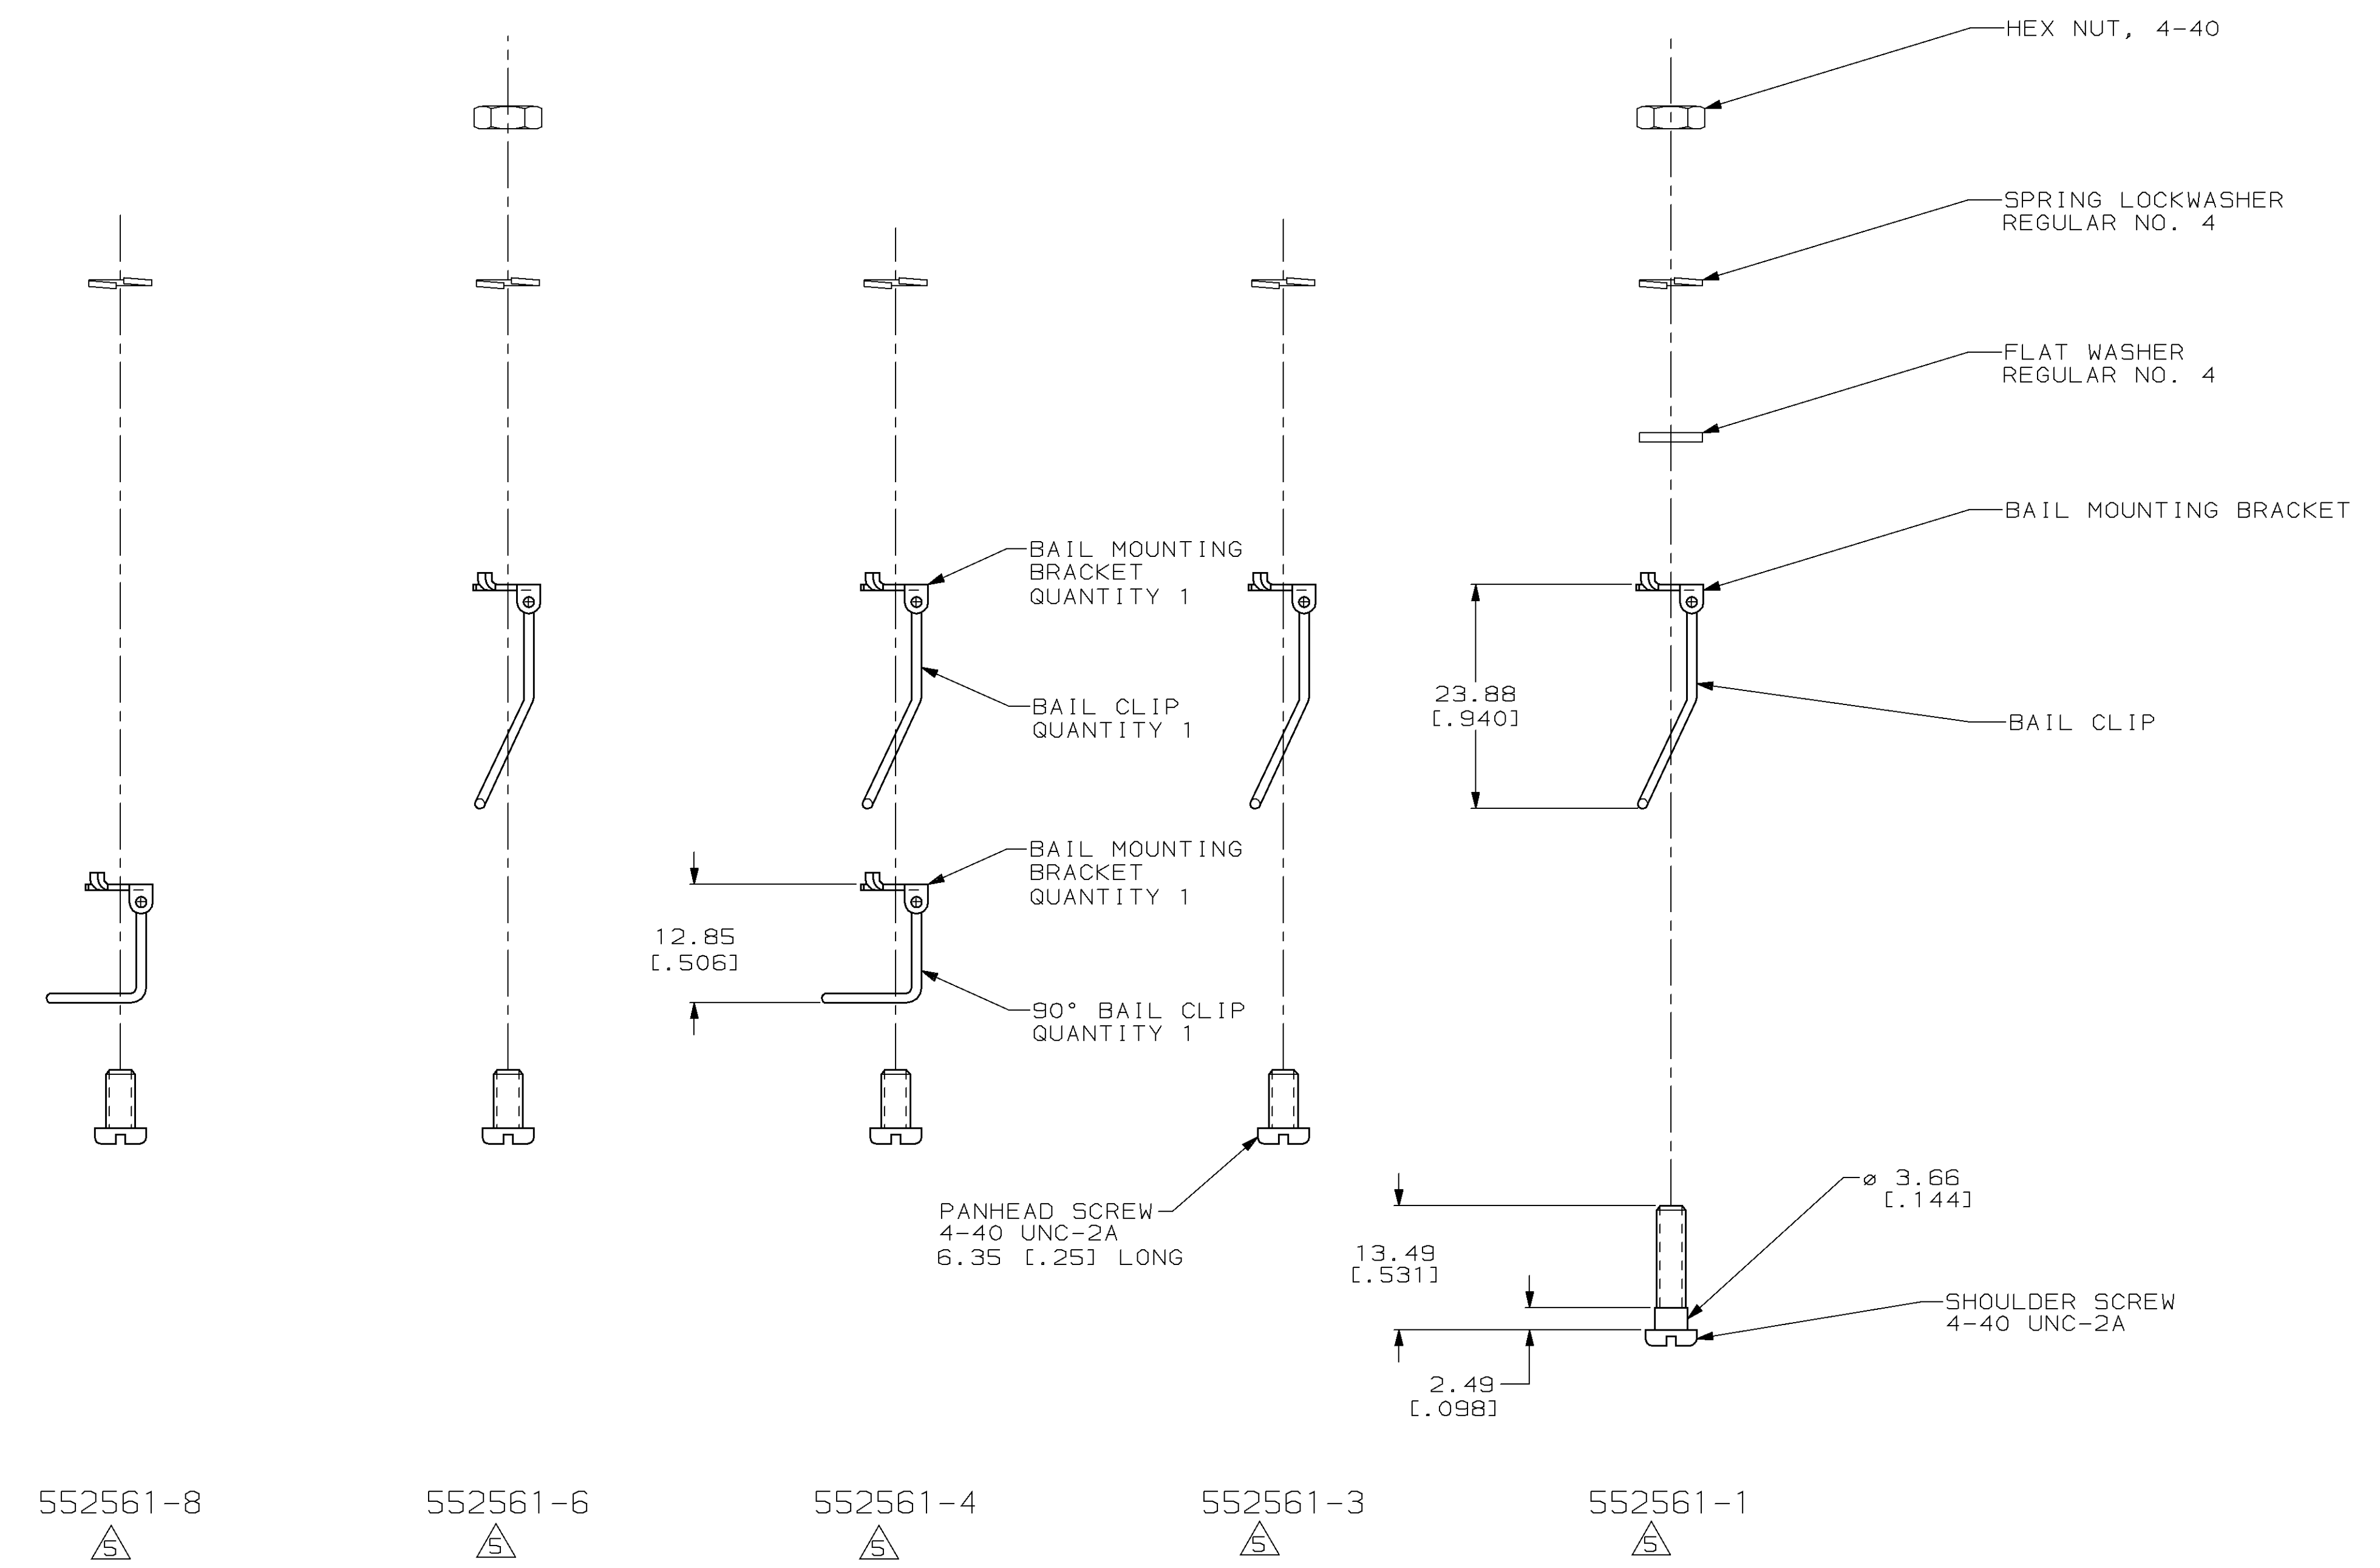 HEX NUT, 4-40
SPRING LOCKWASHER
REGULAR NO. 4
FLAT WASHER
REGULAR NO. 4
BAIL MOUNTING BRACKET
BAIL MOUNTING
BRACKET
QUANTITY 1
23.88
[.940]
BAIL CLIP
QUANTITY 1
BAIL CLIP
BAIL MOUNTING
BRACKET
QUANTITY 1
12.85
[.506]
90° BAIL CLIP
QUANTITY 1
⌀ 3.66
[.144]
PANHEAD SCREW
4-40 UNC-2A
6.35 [.25] LONG
13.49
[.531]
SHOULDER SCREW
4-40 UNC-2A
2.49
[.098]
552561-8
552561-6
552561-4
552561-3
552561-1
5
5
5
5
5